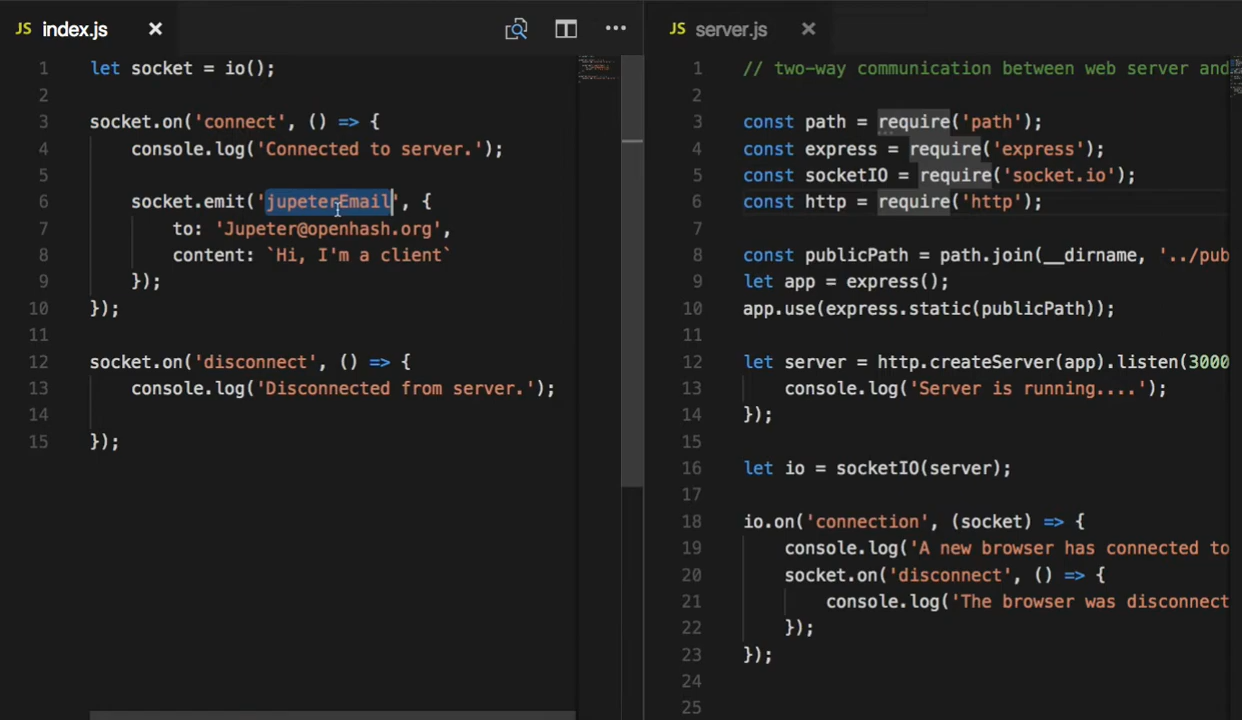 JS index.js ×
1 let socket = io();
2
3 socket.on('connect', () => {
4 console.log('Connected to server.');
5
6 socket.emit('jupeterEmail', {
7 to: 'Jupeter@openhash.org',
8 content: `Hi, I'm a client`
9 });
10 });
11
12 socket.on('disconnect', () => {
13 console.log('Disconnected from server.');
14
15 });
JS server.js ×
1 // two-way communication between web server and
2
3 const path = require('path');
4 const express = require('express');
5 const socketIO = require('socket.io');
6 const http = require('http');
7
8 const publicPath = path.join(__dirname, '../pub
9 let app = express();
10 app.use(express.static(publicPath));
11
12 let server = http.createServer(app).listen(3000
13 console.log('Server is running....');
14 });
15
16 let io = socketIO(server);
17
18 io.on('connection', (socket) => {
19 console.log('A new browser has connected to
20 socket.on('disconnect', () => {
21 console.log('The browser was disconnect
22 });
23 });
24
25